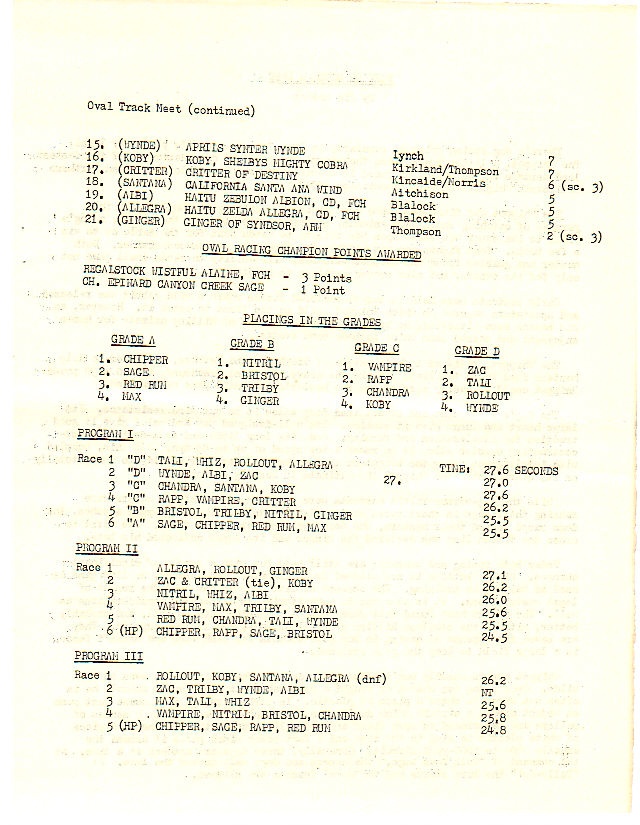 Oval Track Meet (continued)
15. (WYNDE) APRILS SYNTER WYNDE Lynch 7
16. (KOBY) KOBY, SHELBYS MIGHTY COBRA Kirkland/Thompson 7
17. (CRITTER) CRITTER OF DESTINY Kincaide/Norris 6 (sc. 3)
18. (SANTANA) CALIFORNIA SANTA ANA WIND Aitchison 5
19. (ALBI) HAITU ZEBULON ALBION, CD, FCH Blalock 5
20. (ALLEGRA) HAITU ZELDA ALLEGRA, CD, FCH Blalock 5
21. (GINGER) GINGER OF SYNDSOR, ARM Thompson 2 (sc. 3)
OVAL RACING CHAMPION POINTS AWARDED
REGALSTOCK WISTFUL ALAINE, FCH - 3 Points
CH. EPINARD CANYON CREEK SAGE - 1 Point
PLACINGS IN THE GRADES
GRADE A GRADE B GRADE C GRADE D
1. CHIPPER 1. NITRIL 1. VAMPIRE 1. ZAC
2. SAGE 2. BRISTOL 2. RAPP 2. TALI
3. RED RUM 3. TRILBY 3. CHANDRA 3. ROLLOUT
4. MAX 4. GINGER 4. KOBY 4. WYNDE
PROGRAM I
Race 1 "D" TALI, WHIZ, ROLLOUT, ALLEGRA TIME: 27.6 SECONDS
2 "D" WYNDE, ALBI, ZAC 27. 27.0
3 "C" CHANDRA, SANTANA, KOBY 27.6
4 "C" RAPP, VAMPIRE, CRITTER 26.2
5 "B" BRISTOL, TRILBY, NITRIL, GINGER 25.5
6 "A" SAGE, CHIPPER, RED RUM, MAX 25.5
PROGRAM II
Race 1 ALLEGRA, ROLLOUT, GINGER 27.1
2 ZAC & CRITTER (tie), KOBY 26.2
3 NITRIL, WHIZ, ALBI 26.0
4 VAMPIRE, MAX, TRILBY, SANTANA 25.6
5 RED RUM, CHANDRA, TALI, WYNDE 25.5
6 (HP) CHIPPER, RAPP, SAGE, BRISTOL 24.5
PROGRAM III
Race 1 ROLLOUT, KOBY, SANTANA, ALLEGRA (dnf) 26.2
2 ZAC, TRILBY, WYNDE, ALBI NT
3 MAX, TALI, WHIZ 25.6
4 VAMPIRE, NITRIL, BRISTOL, CHANDRA 25.8
5 (HP) CHIPPER, SAGE, RAPP, RED RUM 24.8